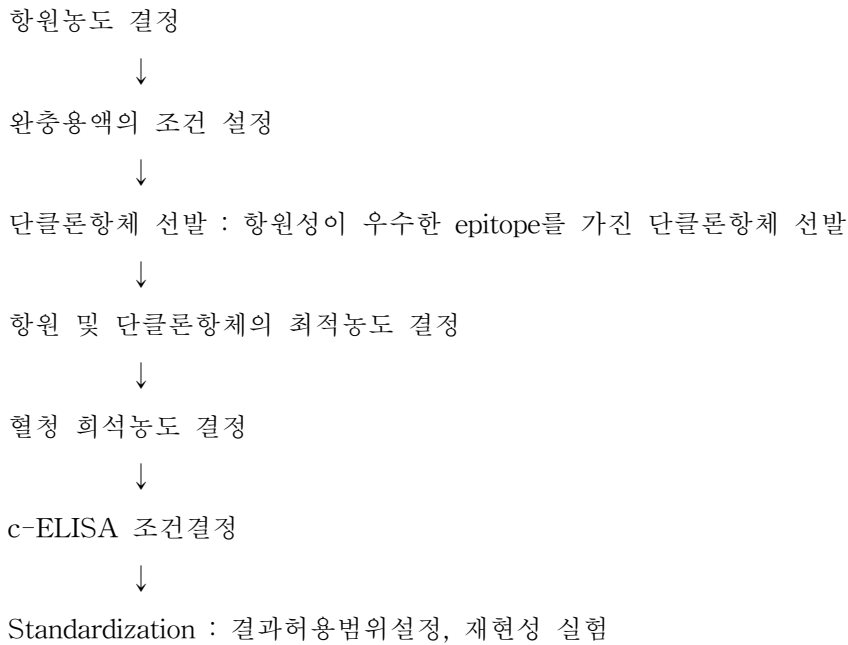 항원농도 결정
↓
완충용액의 조건 설정
↓
단클론항체 선발 : 항원성이 우수한 epitope를 가진 단클론항체 선발
↓
항원 및 단클론항체의 최적농도 결정
↓
혈청 희석농도 결정
↓
c-ELISA 조건결정
↓
Standardization : 결과허용범위설정, 재현성 실험